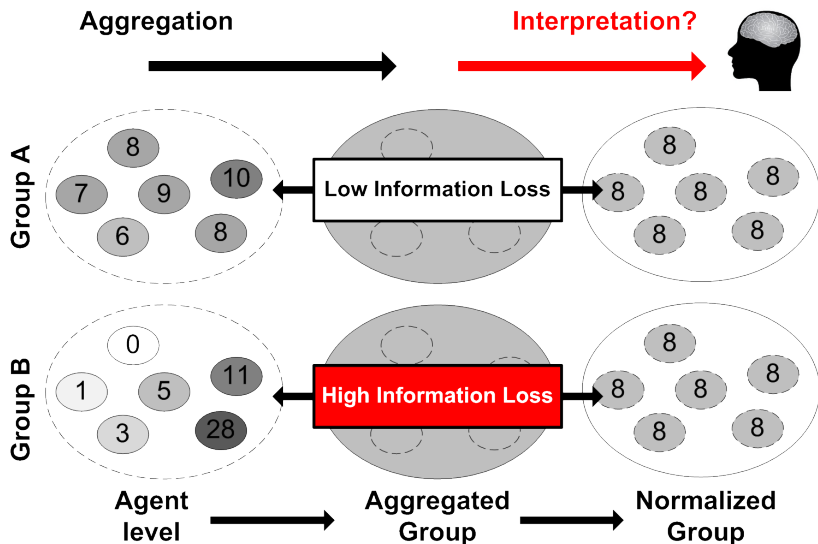 Aggregation
Interpretation?
Group A
8
7
9
10
6
8
Low Information Loss
8
8
8
8
8
8
Group B
0
1
5
11
3
28
High Information Loss
8
8
8
8
8
8
Agent
level
Aggregated
Group
Normalized
Group